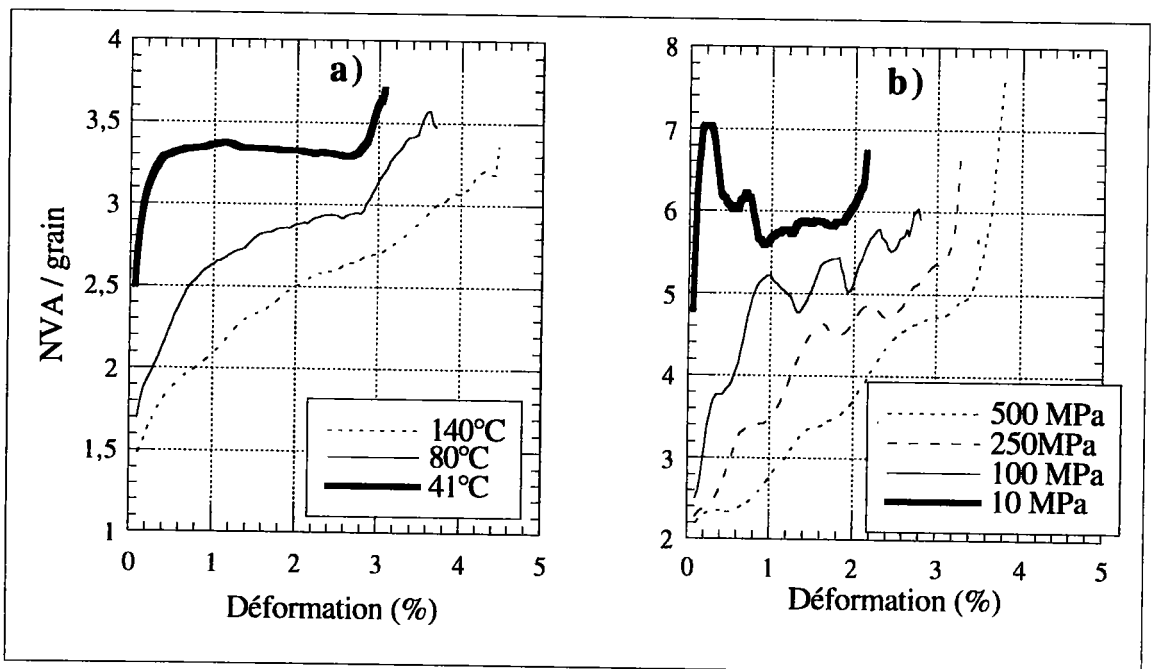 a)
4
3,5
3
2,5
2
1,5
1
NVA / grain
0 1 2 3 4 5
Déformation (%)
140°C
80°C
41°C
b)
8
7
6
5
4
3
2
0 1 2 3 4 5
Déformation (%)
500 MPa
250MPa
100 MPa
10 MPa